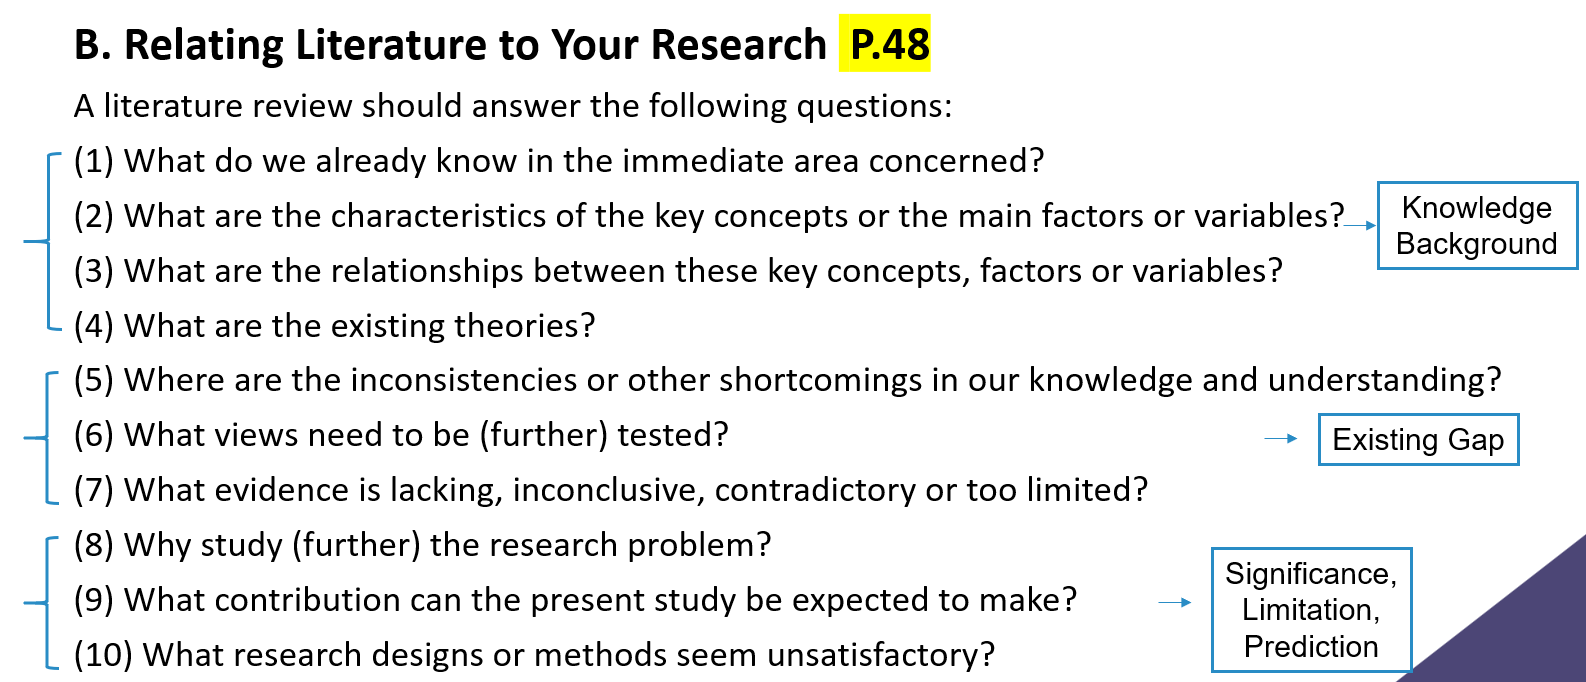 B. Relating Literature to Your Research P.48
A literature review should answer the following questions:
(1) What do we already know in the immediate area concerned?
(2) What are the characteristics of the key concepts or the main factors or variables?
Knowledge
Background
(3) What are the relationships between these key concepts, factors or variables?
(4) What are the existing theories?
(5) Where are the inconsistencies or other shortcomings in our knowledge and understanding?
(6) What views need to be (further) tested?
Existing Gap
(7) What evidence is lacking, inconclusive, contradictory or too limited?
(8) Why study (further) the research problem?
(9) What contribution can the present study be expected to make?
Significance,
Limitation,
Prediction
(10) What research designs or methods seem unsatisfactory?